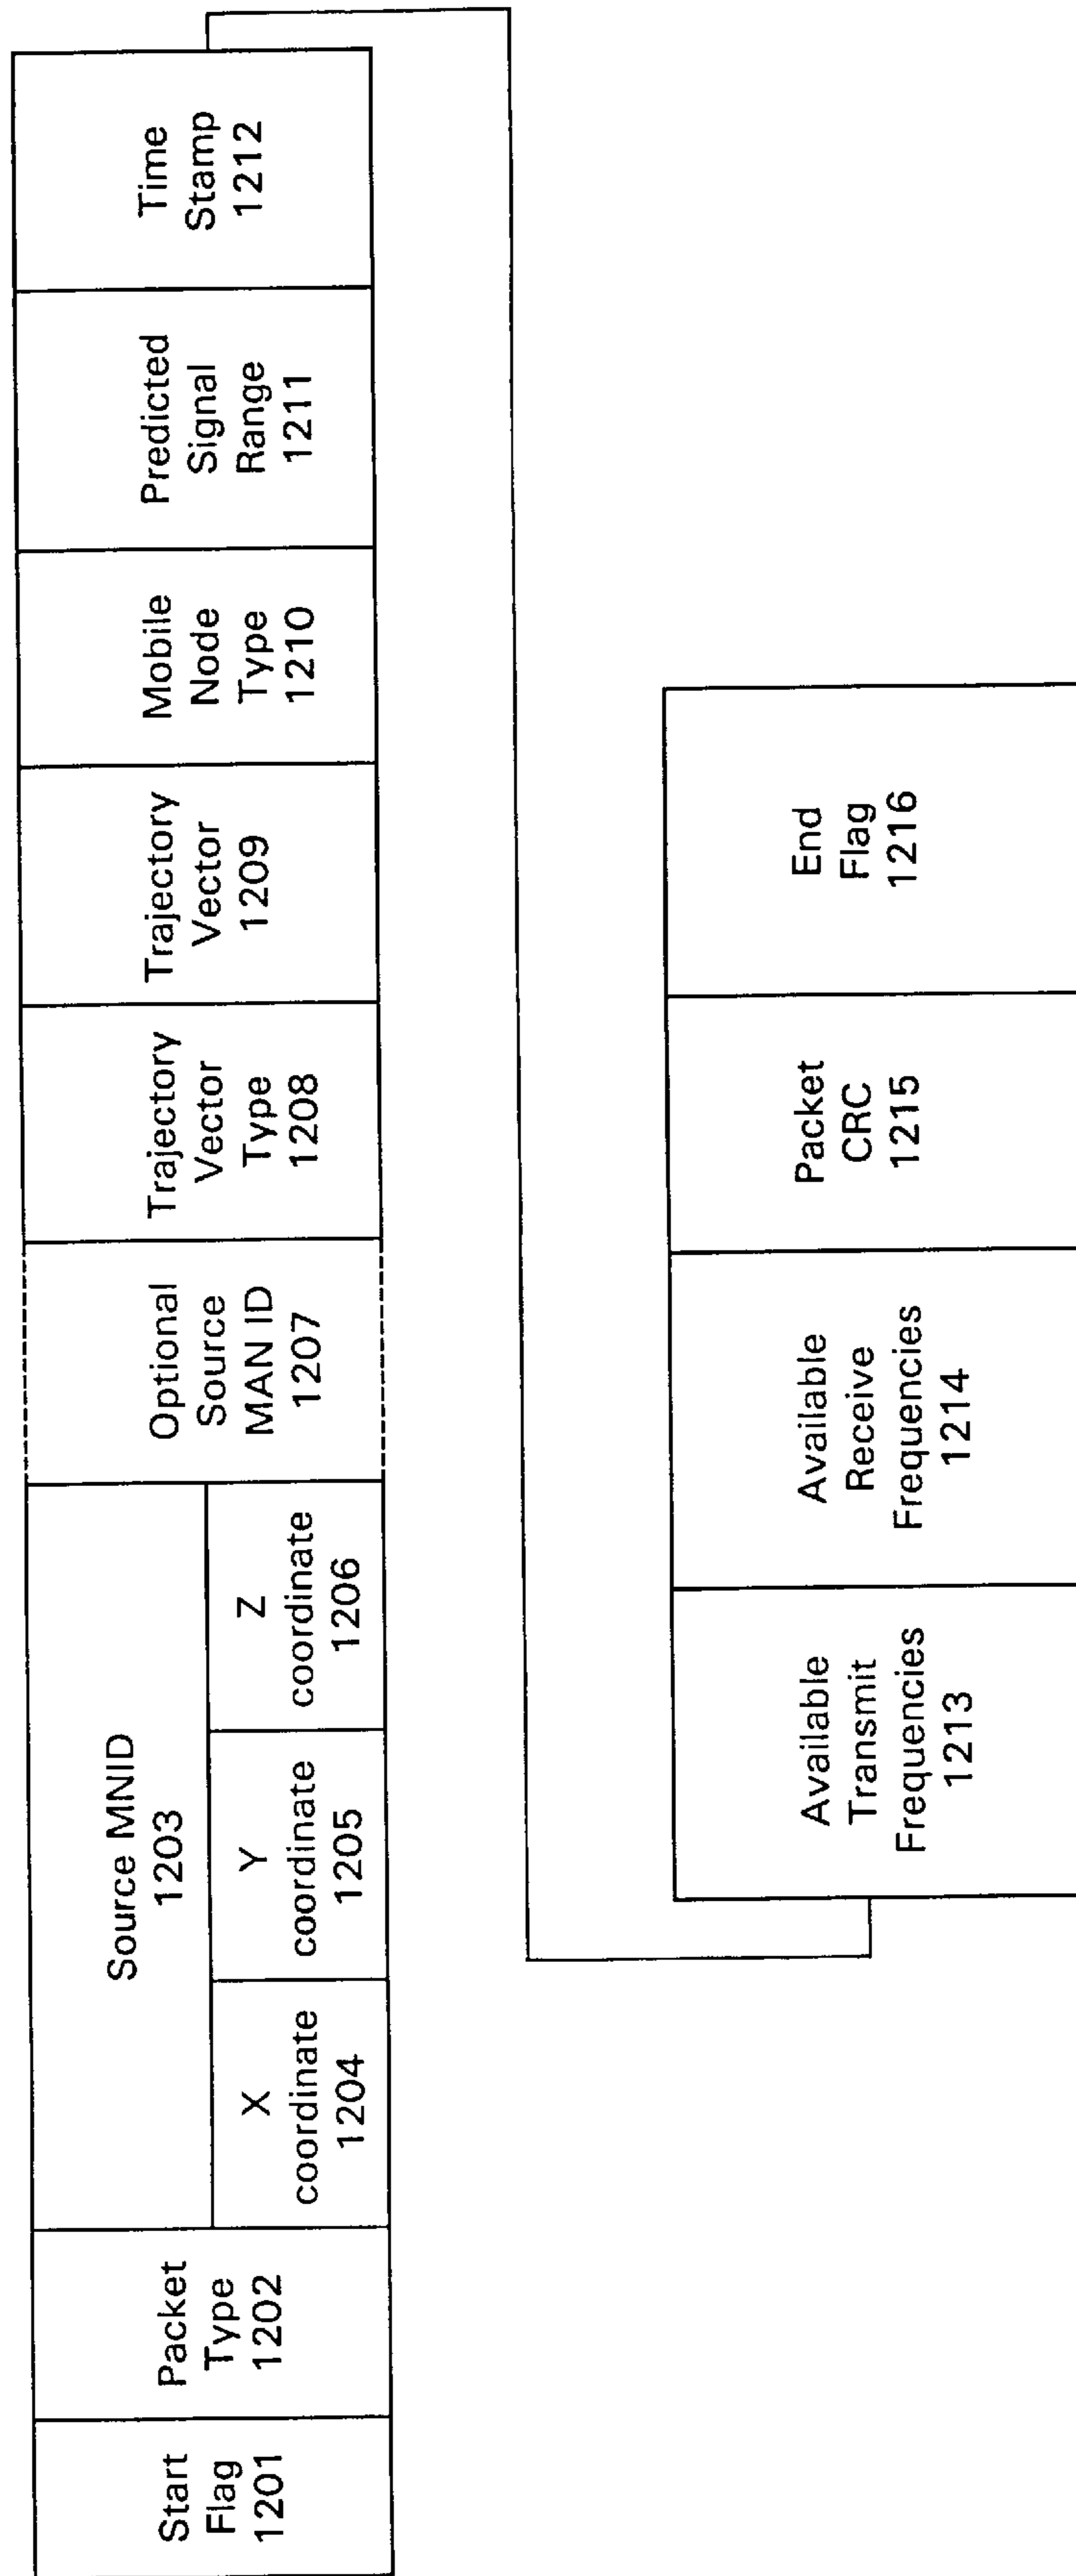 Start
Flag
1201
Packet
Type
1202
Source MNID
1203
X
coordinate
1204
Y
coordinate
1205
Z
coordinate
1206
Optional
Source
MAN ID
1207
Trajectory
Vector
Type
1208
Trajectory
Vector
1209
Mobile
Node
Type
1210
Predicted
Signal
Range
1211
Time
Stamp
1212
Available
Transmit
Frequencies
1213
Available
Receive
Frequencies
1214
Packet
CRC
1215
End
Flag
1216